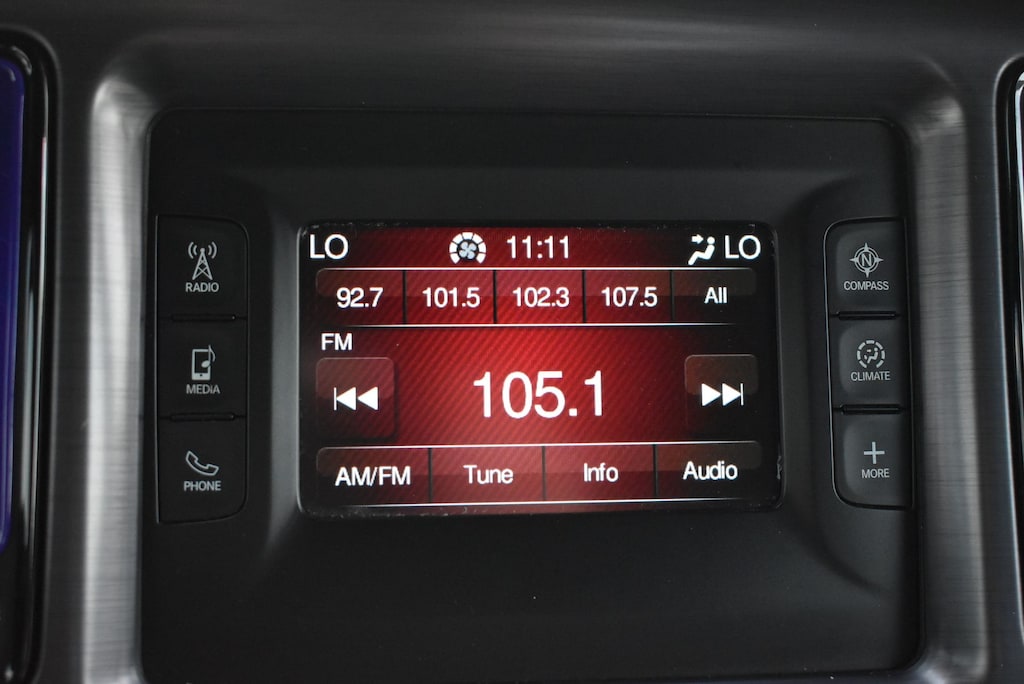 LO 11:11 LO
92.7 101.5 102.3 107.5 All
FM
105.1
AM/FM Tune Info Audio
RADIO
MEDIA
PHONE
N
COMPASS
CLIMATE
MORE